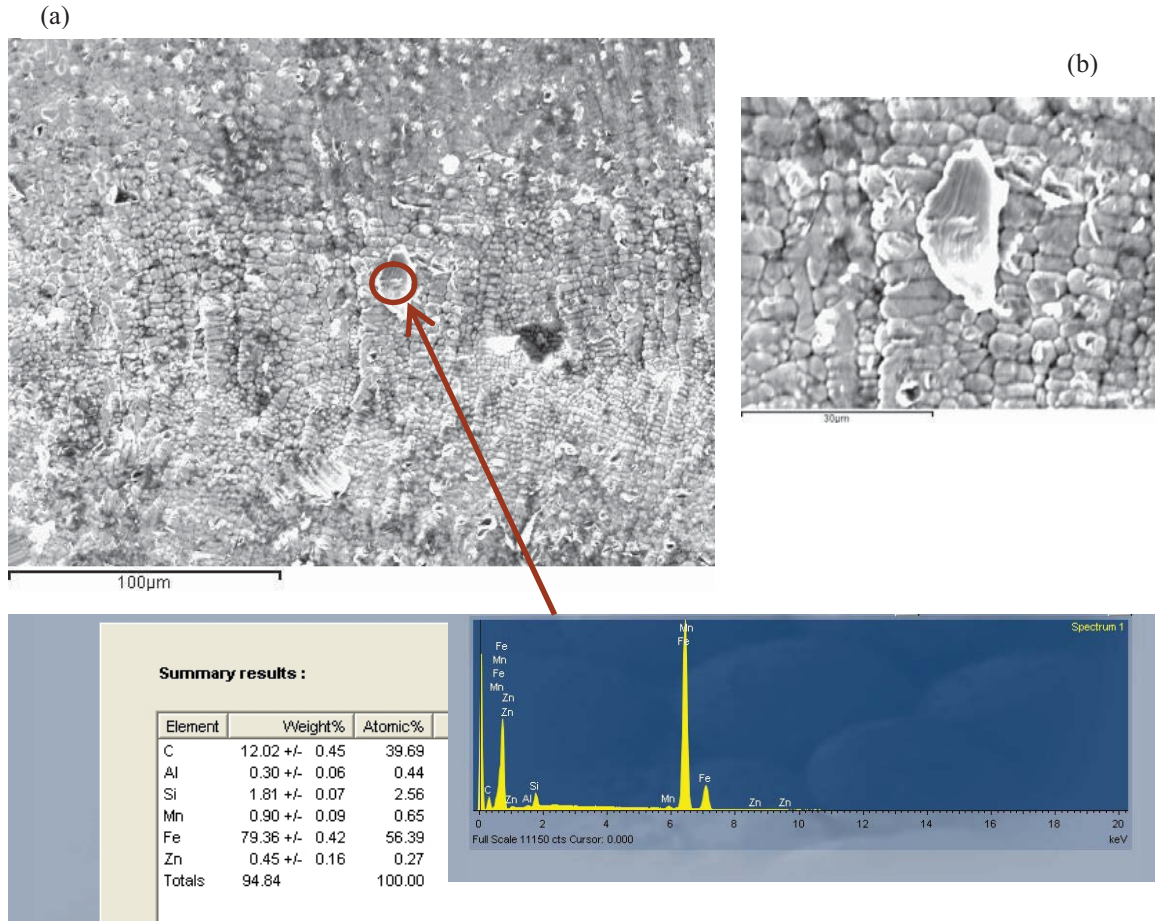 (a)
(b)
30µm
100µm
Summary results :
Element Weight% Atomic%
C 12.02 +/- 0.45 39.69
Al 0.30 +/- 0.06 0.44
Si 1.81 +/- 0.07 2.56
Mn 0.90 +/- 0.09 0.65
Fe 79.36 +/- 0.42 56.39
Zn 0.45 +/- 0.16 0.27
Totals 94.84 100.00
Spectrum 1
Mn
Fe
Fe
Mn
Fe
Mn
Zn
Zn
C
Zn
Al
Si
Mn
Fe
Zn
Zn
0 2 4 6 8 10 12 14 16 18 20
Full Scale 11150 cts Cursor: 0.000 keV